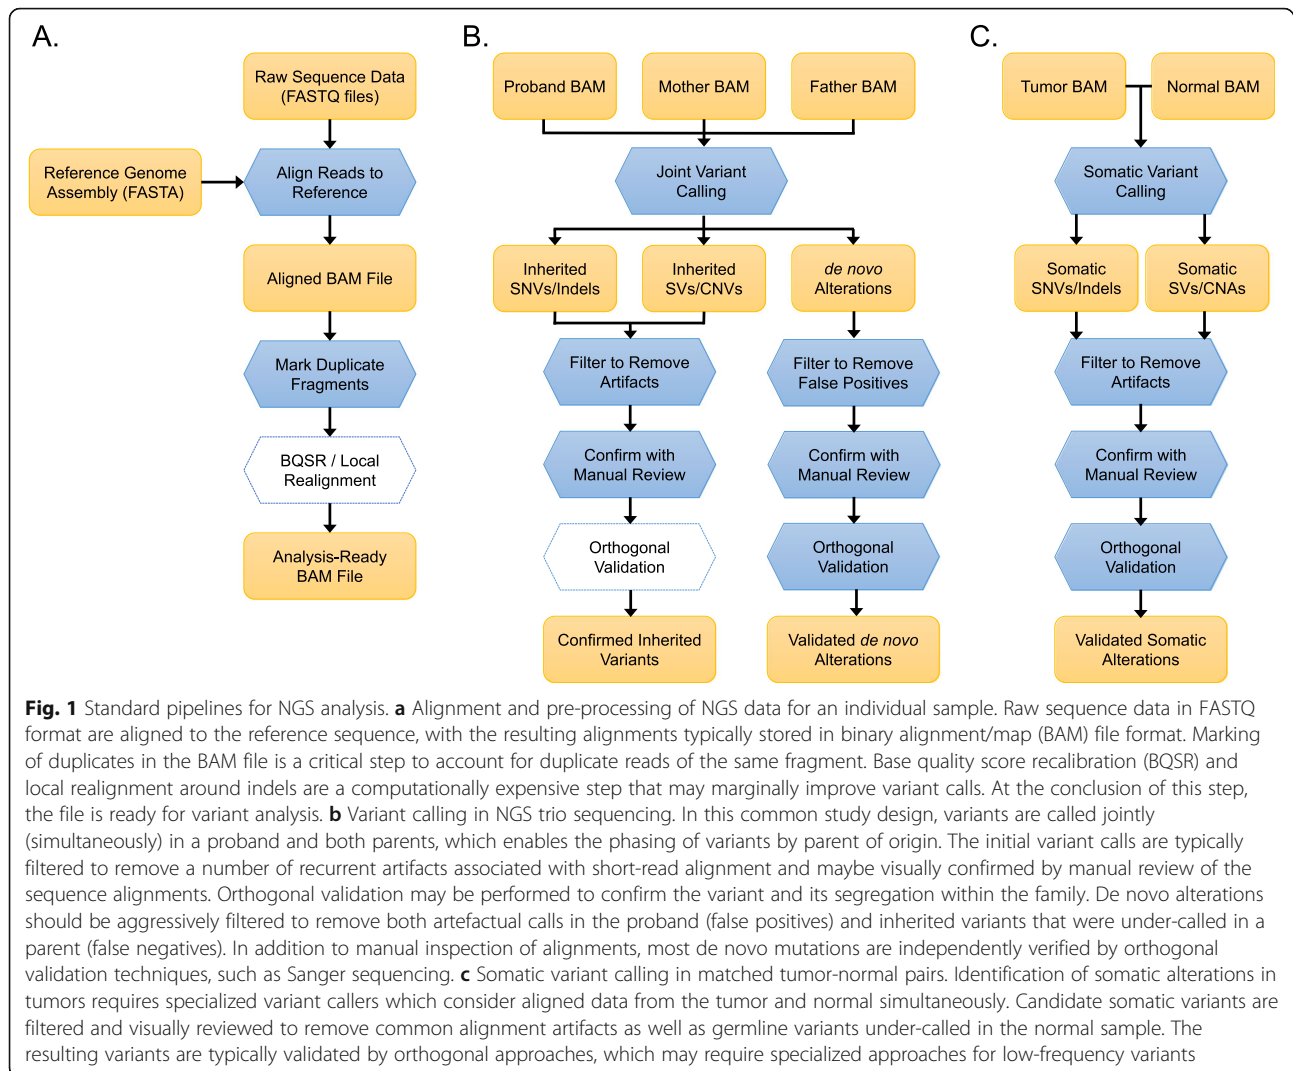 A.
Raw Sequence Data
(FASTQ files)
Reference Genome
Assembly (FASTA)
Align Reads to
Reference
Aligned BAM File
Mark Duplicate
Fragments
BQSR / Local
Realignment
Analysis-Ready
BAM File
B.
Proband BAM
Mother BAM
Father BAM
Joint Variant
Calling
Inherited
SNVs/Indels
Inherited
SVs/CNVs
de novo
Alterations
Filter to Remove
Artifacts
Filter to Remove
False Positives
Confirm with
Manual Review
Confirm with
Manual Review
Orthogonal
Validation
Orthogonal
Validation
Confirmed Inherited
Variants
Validated de novo
Alterations
C.
Tumor BAM
Normal BAM
Somatic Variant
Calling
Somatic
SNVs/Indels
Somatic
SVs/CNAs
Filter to Remove
Artifacts
Confirm with
Manual Review
Orthogonal
Validation
Validated Somatic
Alterations
Fig. 1 Standard pipelines for NGS analysis. a Alignment and pre-processing of NGS data for an individual sample. Raw sequence data in FASTQ
format are aligned to the reference sequence, with the resulting alignments typically stored in binary alignment/map (BAM) file format. Marking
of duplicates in the BAM file is a critical step to account for duplicate reads of the same fragment. Base quality score recalibration (BQSR) and
local realignment around indels are a computationally expensive step that may marginally improve variant calls. At the conclusion of this step,
the file is ready for variant analysis. b Variant calling in NGS trio sequencing. In this common study design, variants are called jointly
(simultaneously) in a proband and both parents, which enables the phasing of variants by parent of origin. The initial variant calls are typically
filtered to remove a number of recurrent artifacts associated with short-read alignment and maybe visually confirmed by manual review of the
sequence alignments. Orthogonal validation may be performed to confirm the variant and its segregation within the family. De novo alterations
should be aggressively filtered to remove both artefactual calls in the proband (false positives) and inherited variants that were under-called in a
parent (false negatives). In addition to manual inspection of alignments, most de novo mutations are independently verified by orthogonal
validation techniques, such as Sanger sequencing. c Somatic variant calling in matched tumor-normal pairs. Identification of somatic alterations in
tumors requires specialized variant callers which consider aligned data from the tumor and normal simultaneously. Candidate somatic variants are
filtered and visually reviewed to remove common alignment artifacts as well as germline variants under-called in the normal sample. The
resulting variants are typically validated by orthogonal approaches, which may require specialized approaches for low-frequency variants